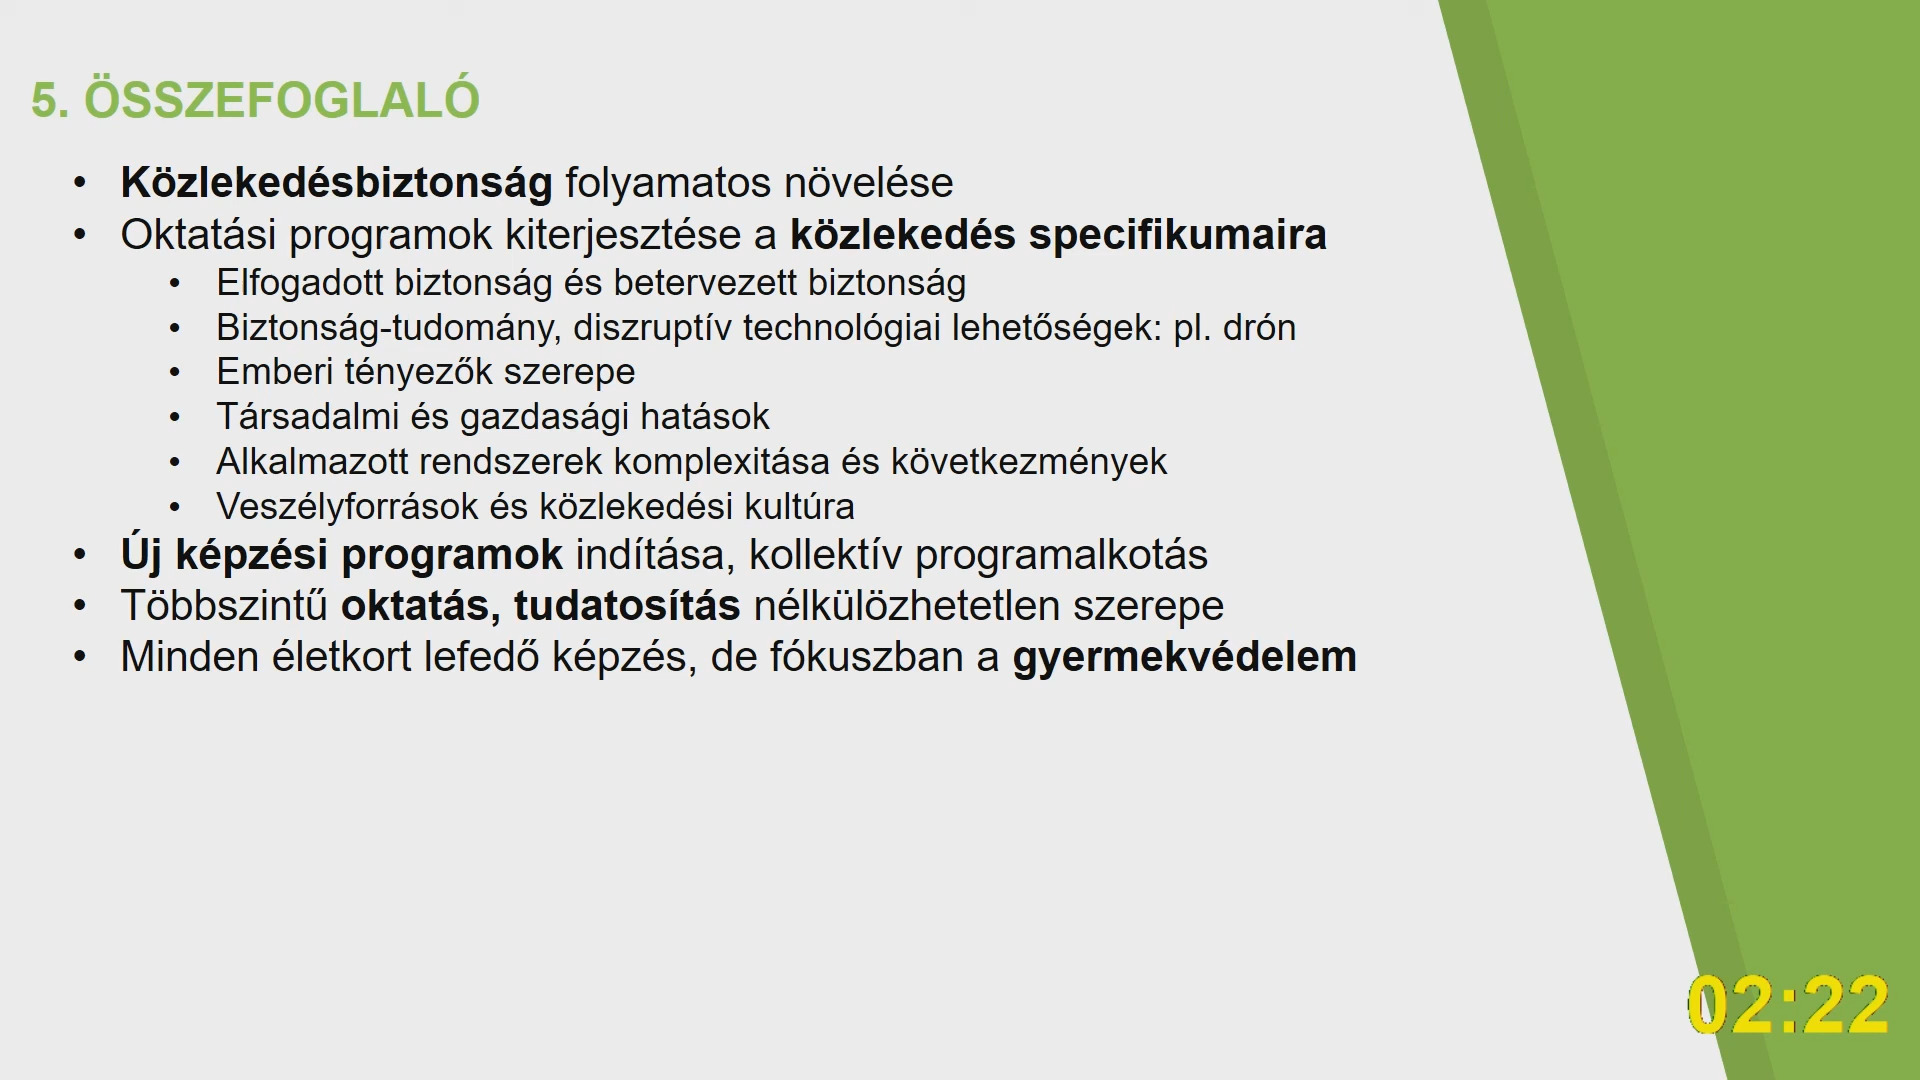 5. ÖSSZEFOGLALÓ
• Közlekedésbiztonság folyamatos növelése
• Oktatási programok kiterjesztése a közlekedés specifikumaira
• Elfogadott biztonság és betervezett biztonság
• Biztonság-tudomány, diszruptív technológiai lehetőségek: pl. drón
• Emberi tényezők szerepe
• Társadalmi és gazdasági hatások
• Alkalmazott rendszerek komplexitása és következmények
• Veszélyforrások és közlekedési kultúra
• Új képzési programok indítása, kollektív programalkotás
• Többszintű oktatás, tudatosítás nélkülözhetetlen szerepe
• Minden életkort lefedő képzés, de fókuszban a gyermekvédelem
02:22